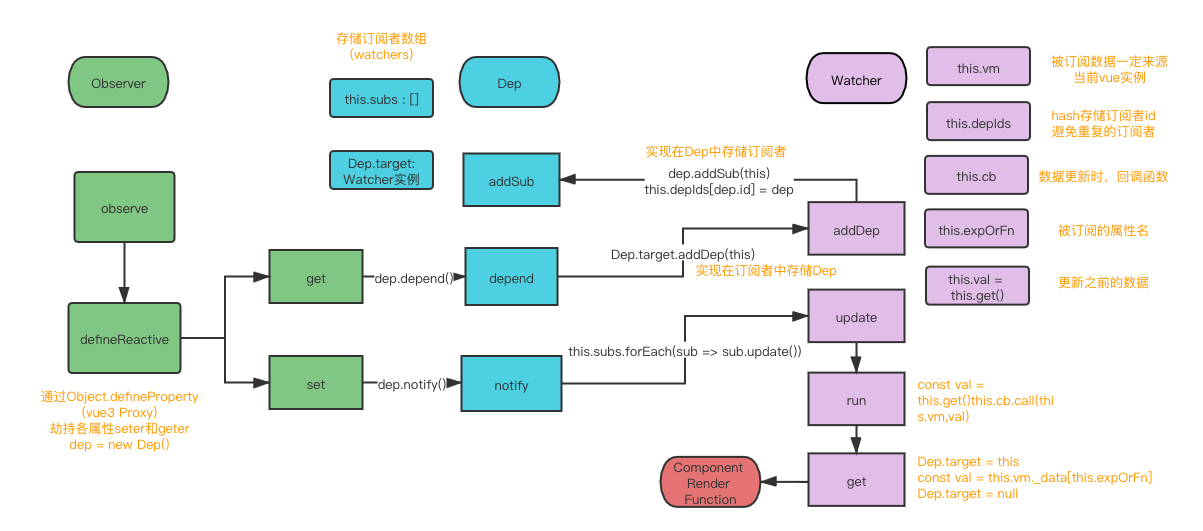 Observer
存储订阅者数组
(watchers)
this.subs : []
Dep
Dep.target:
Watcher实例
Watcher
this.vm
被订阅数据一定来源
当前vue实例
this.depIds
hash存储订阅者id
避免重复的订阅者
this.cb
数据更新时，回调函数
this.expOrFn
被订阅的属性名
this.val =
this.get()
更新之前的数据
observe
addSub
实现在Dep中存储订阅者
dep.addSub(this)
this.depIds[dep.id] = dep
addDep
get
dep.depend()
depend
Dep.target.addDep(this)
实现在订阅者中存储Dep
defineReactive
update
this.subs.forEach(sub => sub.update())
set
dep.notify()
notify
通过Object.defineProperty
(vue3 Proxy)
劫持各属性seter和geter
dep = new Dep()
run
const val =
this.get()this.cb.call(thi
s.vm,val)
Component
Render
Function
get
Dep.target = this
const val = this.vm._data[this.expOrFn]
Dep.target = null